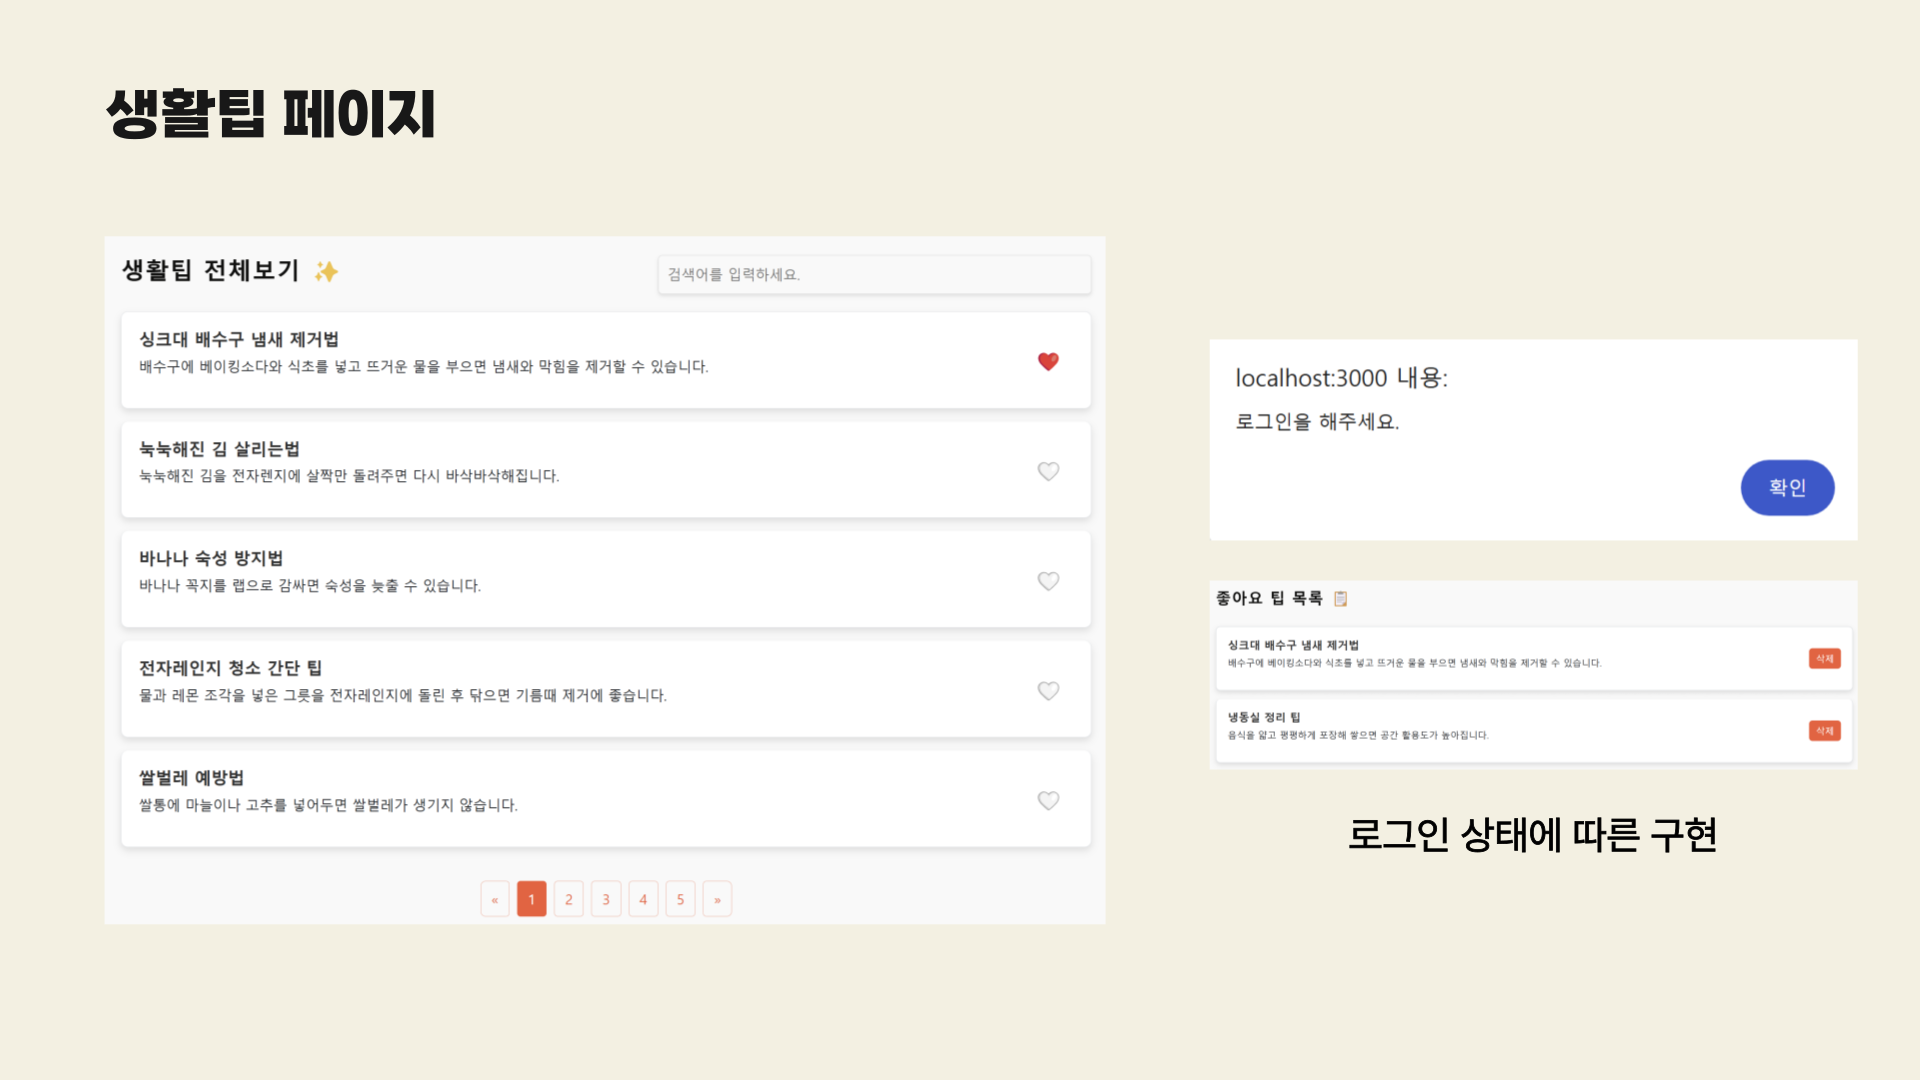 생활팁 페이지
생활팁 전체보기 ✨
검색어를 입력하세요.
싱크대 배수구 냄새 제거법
배수구에 베이킹소다와 식초를 넣고 뜨거운 물을 부으면 냄새와 막힘을 제거할 수 있습니다.
눅눅해진 김 살리는법
눅눅해진 김을 전자렌지에 살짝만 돌려주면 다시 바삭바삭해집니다.
바나나 숙성 방지법
바나나 꼭지를 랩으로 감싸면 숙성을 늦출 수 있습니다.
전자레인지 청소 간단 팁
물과 레몬 조각을 넣은 그릇을 전자레인지에 돌린 후 닦으면 기름때 제거에 좋습니다.
쌀벌레 예방법
쌀통에 마늘이나 고추를 넣어두면 쌀벌레가 생기지 않습니다.
« 1 2 3 4 5 »
localhost:3000 내용:
로그인을 해주세요.
확인
좋아요 팁 목록 📋
싱크대 배수구 냄새 제거법
배수구에 베이킹소다와 식초를 넣고 뜨거운 물을 부으면 냄새와 막힘을 제거할 수 있습니다.
삭제
냉동실 정리 팁
음식을 얇고 평평하게 포장해 쌓으면 공간 활용도가 높아집니다.
삭제
로그인 상태에 따른 구현